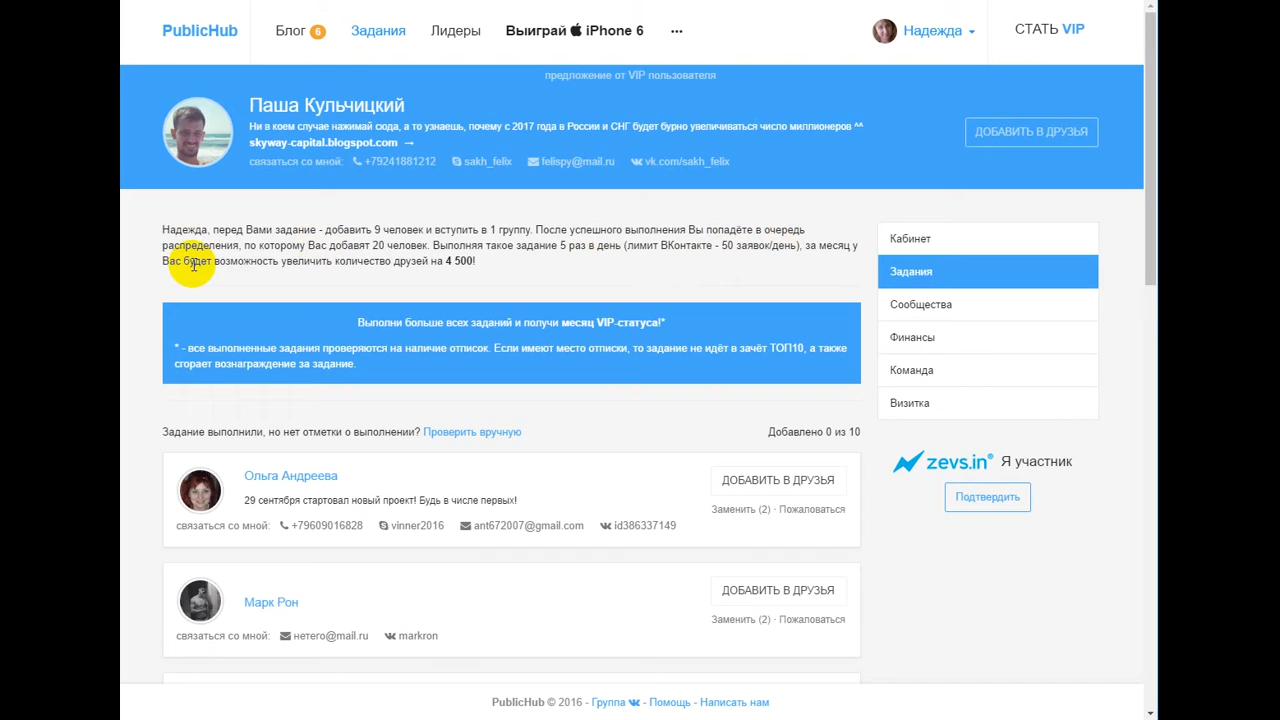 PublicHub
Блог 6
Задания
Лидеры
Выиграй iPhone 6
Надежда
СТАТЬ VIP
предложение от VIP пользователя
Паша Кульчицкий
Ни в коем случае нажимай сюда, а то узнаешь, почему с 2017 года в России и СНГ будет бурно увеличиваться число миллионеров ^^
skyway-capital.blogspot.com →
связаться со мной: +79241881212 sakh_felix felispy@mail.ru vk.com/sakh_felix
ДОБАВИТЬ В ДРУЗЬЯ
Надежда, перед Вами задание - добавить 9 человек и вступить в 1 группу. После успешного выполнения Вы попадёте в очередь
распределения, по которому Вас добавят 20 человек. Выполняя такое задание 5 раз в день (лимит ВКонтакте - 50 заявок/день), за месяц у
Вас будет возможность увеличить количество друзей на 4 500!
Выполни больше всех заданий и получи месяц VIP-статуса!*
* - все выполненные задания проверяются на наличие отписок. Если имеют место отписки, то задание не идёт в зачёт ТОП10, а также
сгорает вознаграждение за задание.
Задание выполнили, но нет отметки о выполнении? Проверить вручную
Добавлено 0 из 10
Ольга Андреева
29 сентября стартовал новый проект! Будь в числе первых!
связаться со мной: +79609016828 vinner2016 ant672007@gmail.com id386337149
ДОБАВИТЬ В ДРУЗЬЯ
Заменить (2) · Пожаловаться
Марк Рон
связаться со мной: нетеro@mail.ru markron
ДОБАВИТЬ В ДРУЗЬЯ
Заменить (2) · Пожаловаться
Кабинет
Задания
Сообщества
Финансы
Команда
Визитка
zevs.in® Я участник
Подтвердить
PublicHub © 2016 - Группа - Помощь - Написать нам